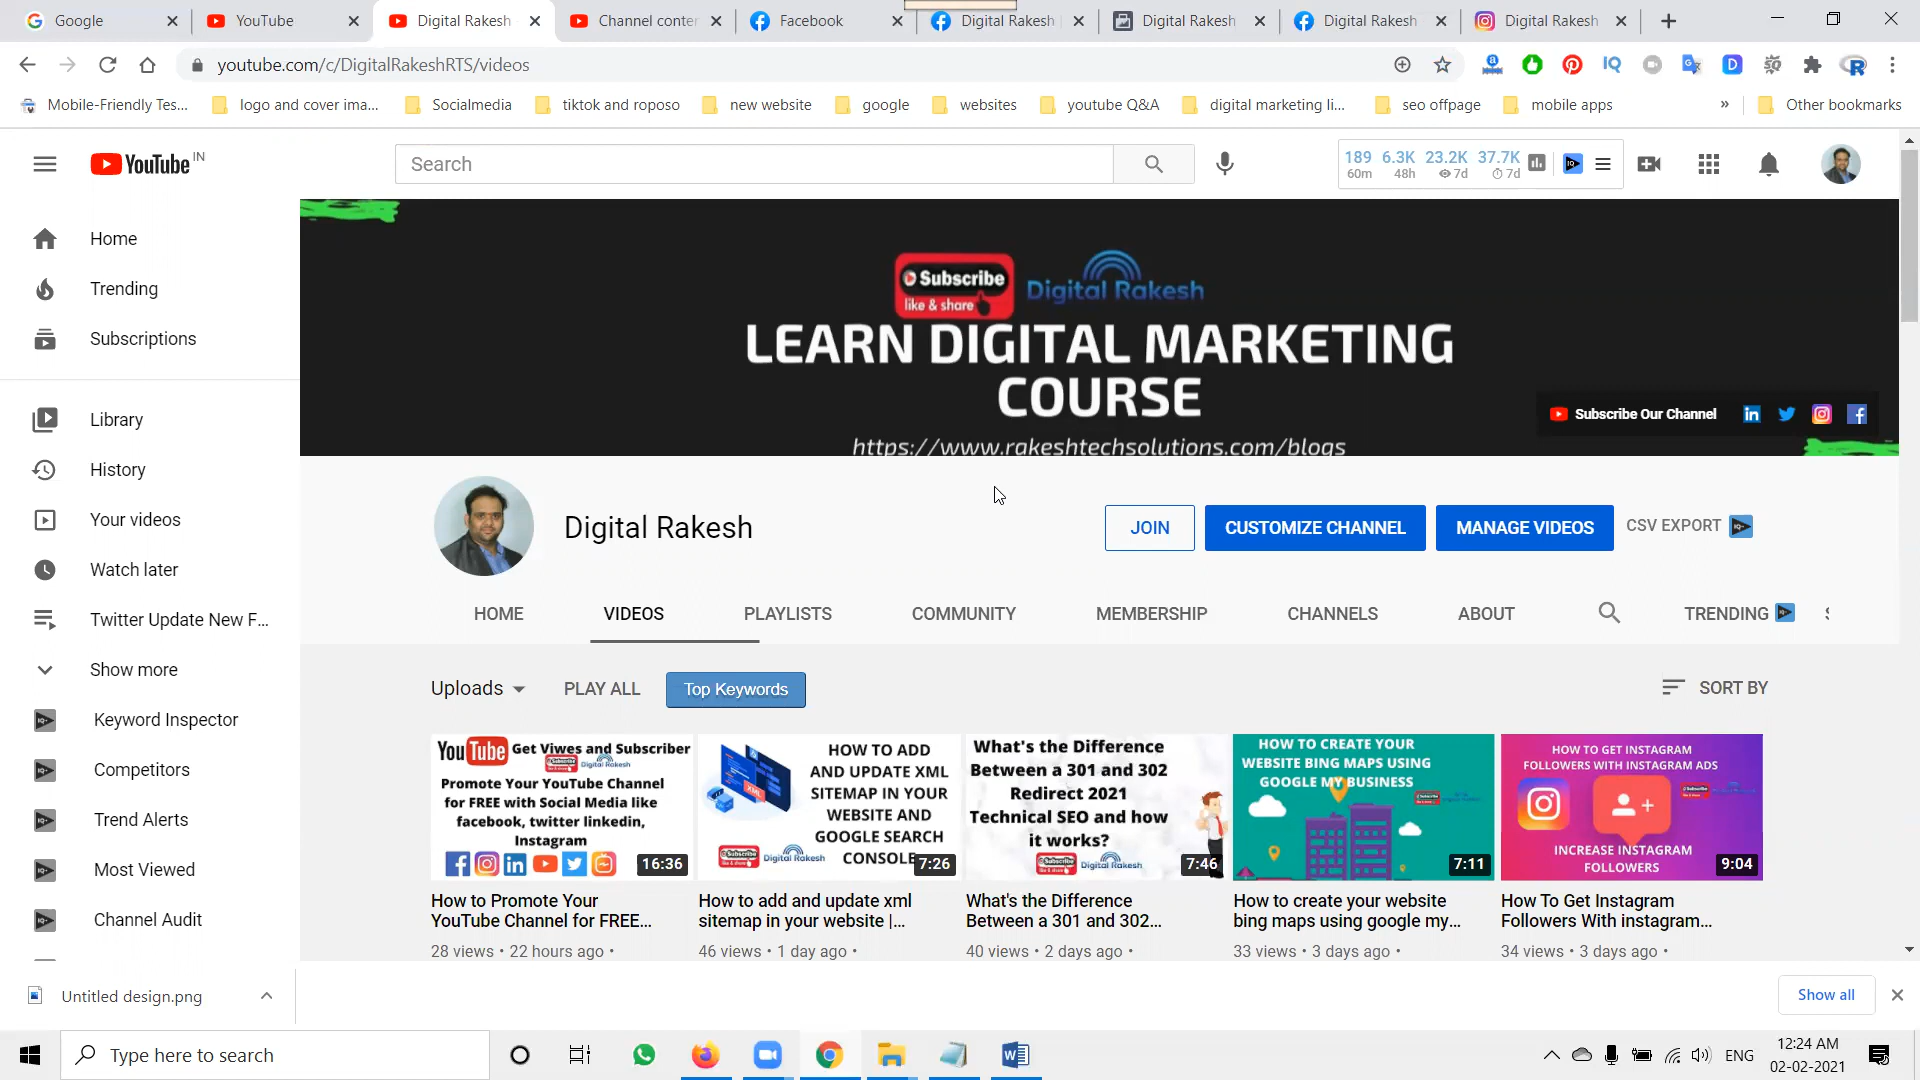 Google
YouTube
Digital Rakesh
Channel conter
Facebook
Digital Rakesh
Digital Rakesh
Digital Rakesh
Digital Rakesh
youtube.com/c/DigitalRakeshRTS/videos
Mobile-Friendly Tes...
logo and cover ima...
Socialmedia
tiktok and roposo
new website
google
websites
youtube Q&A
digital marketing li...
seo offpage
mobile apps
»
Other bookmarks
YouTube IN
Search
189 6.3K 23.2K 37.7K
60m 48h 7d 7d
Home
Trending
Subscriptions
Library
History
Your videos
Watch later
Twitter Update New F...
Show more
Keyword Inspector
Competitors
Trend Alerts
Most Viewed
Channel Audit
Subscribe
like & share
Digital Rakesh
LEARN DIGITAL MARKETING
COURSE
https://www.rakeshtechsolutions.com/blogs
Subscribe Our Channel
Digital Rakesh
JOIN
CUSTOMIZE CHANNEL
MANAGE VIDEOS
CSV EXPORT
HOME
VIDEOS
PLAYLISTS
COMMUNITY
MEMBERSHIP
CHANNELS
ABOUT
TRENDING
Uploads
PLAY ALL
Top Keywords
SORT BY
YouTube Get Viwes and Subscriber
Digital Rakesh
Promote Your YouTube Channel
for FREE with Social Media like
facebook, twitter linkedin,
Instagram
16:36
How to Promote Your
YouTube Channel for FREE...
28 views • 22 hours ago •
HOW TO ADD
AND UPDATE XML
SITEMAP IN YOUR
WEBSITE AND
GOOGLE SEARCH
CONSOLE
XML
Subscribe
Digital Rakesh
7:26
How to add and update xml
sitemap in your website |...
46 views • 1 day ago •
What's the Difference
Between a 301 and 302
Redirect 2021
Technical SEO and how
it works?
Subscribe
Digital Rakesh
7:46
What's the Difference
Between a 301 and 302...
40 views • 2 days ago •
HOW TO CREATE YOUR
WEBSITE BING MAPS USING
GOOGLE MY BUSINESS
7:11
How to create your website
bing maps using google my...
33 views • 3 days ago •
HOW TO GET INSTAGRAM
FOLLOWERS WITH INSTAGRAM ADS
INCREASE INSTAGRAM
FOLLOWERS
9:04
How To Get Instagram
Followers With instagram...
34 views • 3 days ago •
Untitled design.png
Show all
Type here to search
ENG
12:24 AM
02-02-2021